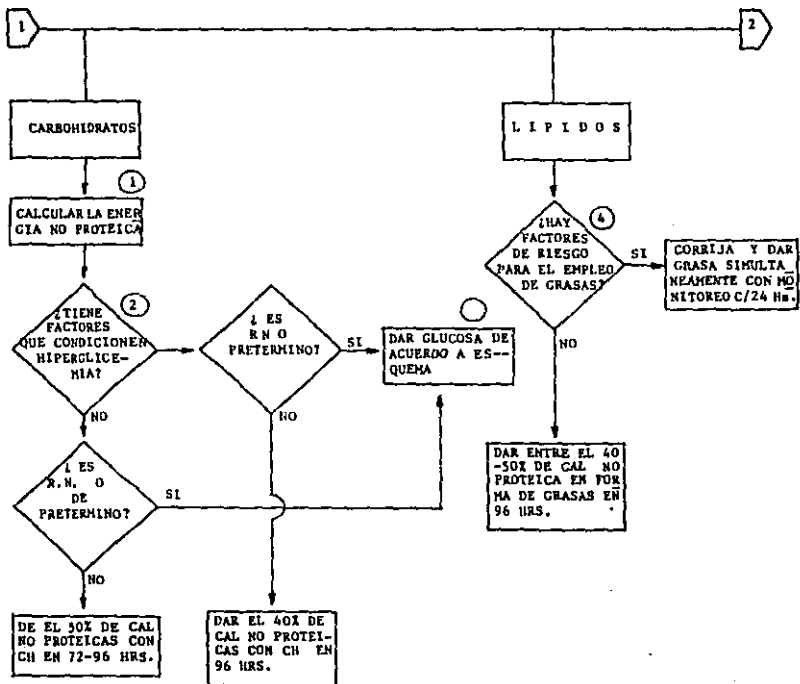 1
2
CARBOHIDRATOS
L I P I D O S
1
CALCULAR LA ENER
GIA NO PROTEICA
2
¿TIENE
FACTORES
QUE CONDICIONEN
HIPERGLICE-
MIA?
NO
¿ ES
R N O
PRETERMINO?
SI
NO
DAR GLUCOSA DE
ACUERDO A ES--
QUEMA
4
¿HAY
FACTORES
DE RIESGO
PARA EL EMPLEO
DE GRASAS?
SI
CORRIJA Y DAR
GRASA SIMULTA
NEAMENTE CON MO
NITOREO C/24 Hs.
NO
¿ ES
R.N. O
DE
PRETERMINO?
SI
NO
DAR ENTRE EL 40
-50% DE CAL NO
PROTEICA EN FOR
MA DE GRASAS EN
96 HRS.
DE EL 50% DE CAL
NO PROTEICAS CON
CH EN 72-96 HRS.
DAR EL 40% DE
CAL NO PROTEI-
CAS CON CH EN
96 HRS.